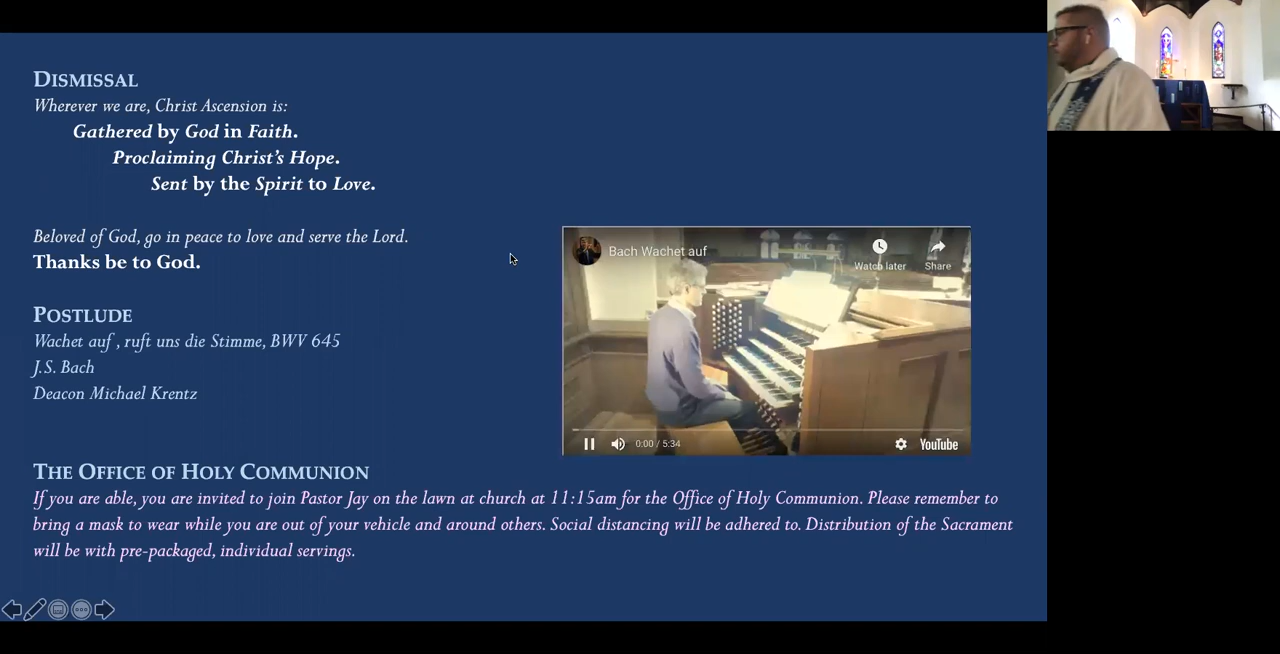 DISMISSAL
Wherever we are, Christ Ascension is:
Gathered by God in Faith.
Proclaiming Christ's Hope.
Sent by the Spirit to Love.
Beloved of God, go in peace to love and serve the Lord.
Thanks be to God.
POSTLUDE
Wachet auf , ruft uns die Stimme, BWV 645
J.S. Bach
Deacon Michael Krentz
Bach Wachet auf
Watch later
Share
0:00 / 5:34
YouTube
THE OFFICE OF HOLY COMMUNION
If you are able, you are invited to join Pastor Jay on the lawn at church at 11:15am for the Office of Holy Communion. Please remember to
bring a mask to wear while you are out of your vehicle and around others. Social distancing will be adhered to. Distribution of the Sacrament
will be with pre-packaged, individual servings.